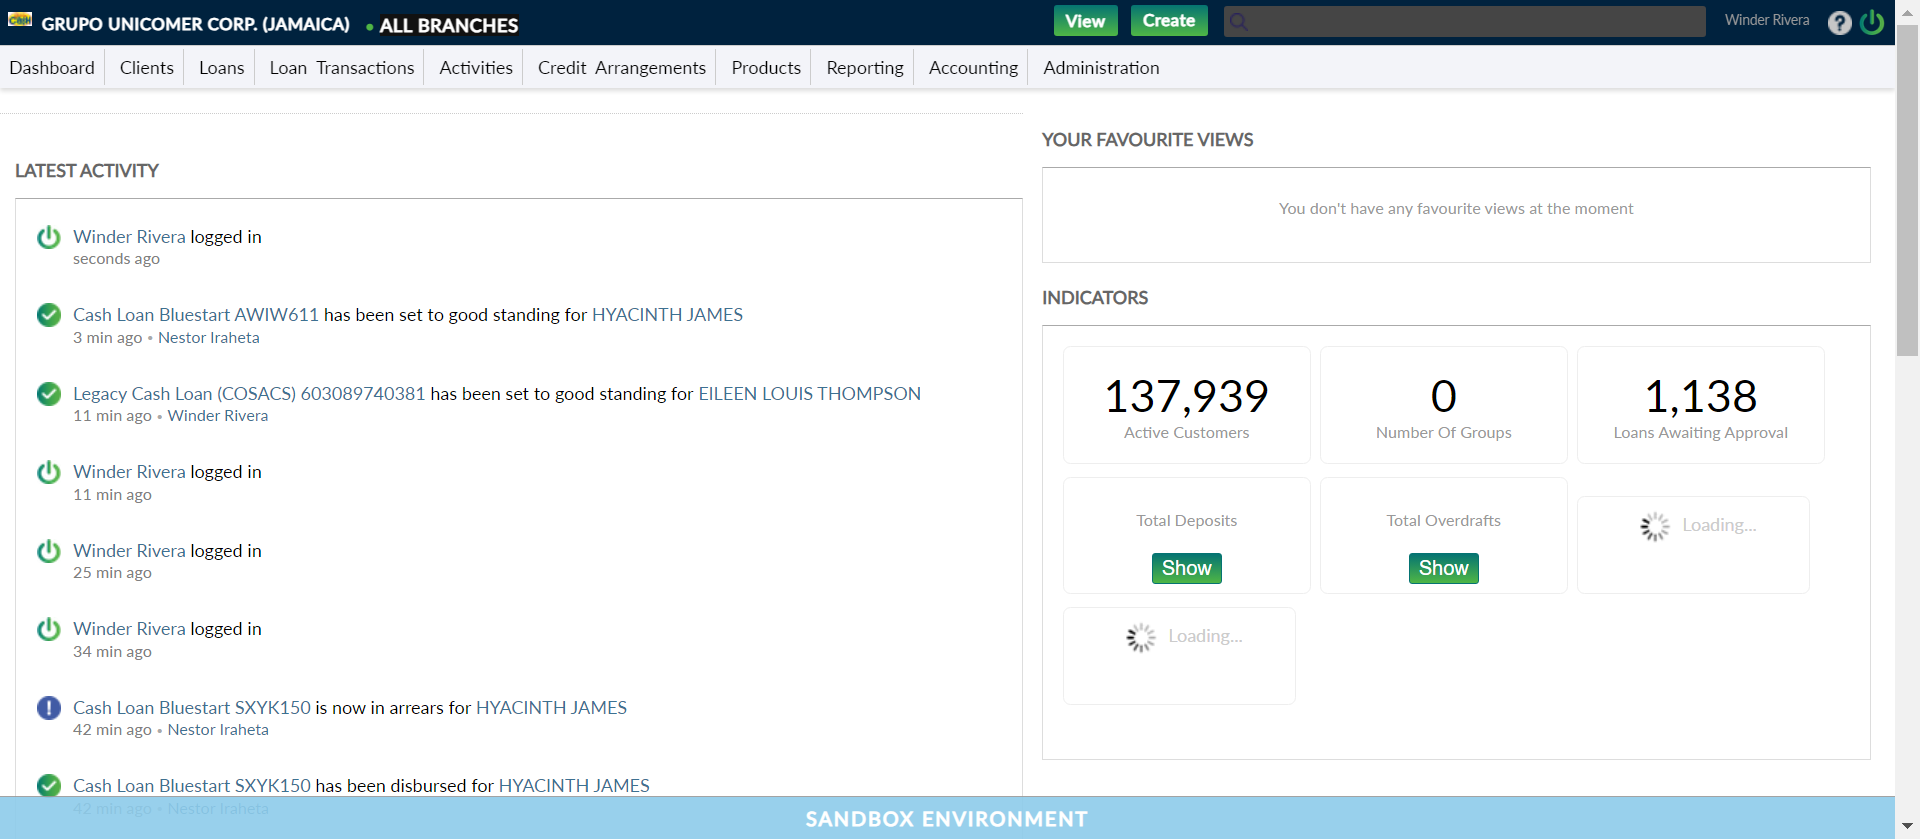 Cash GRUPO UNICOMER CORP. (JAMAICA) • ALL BRANCHES View Create Winder Rivera ?
Dashboard Clients Loans Loan Transactions Activities Credit Arrangements Products Reporting Accounting Administration
LATEST ACTIVITY
Winder Rivera logged in
seconds ago
Cash Loan Bluestart AWIW611 has been set to good standing for HYACINTH JAMES
3 min ago • Nestor Iraheta
Legacy Cash Loan (COSACS) 603089740381 has been set to good standing for EILEEN LOUIS THOMPSON
11 min ago • Winder Rivera
Winder Rivera logged in
11 min ago
Winder Rivera logged in
25 min ago
Winder Rivera logged in
34 min ago
Cash Loan Bluestart SXYK150 is now in arrears for HYACINTH JAMES
42 min ago • Nestor Iraheta
Cash Loan Bluestart SXYK150 has been disbursed for HYACINTH JAMES
42 min ago • Nestor Iraheta
YOUR FAVOURITE VIEWS
You don't have any favourite views at the moment
INDICATORS
137,939
Active Customers
0
Number Of Groups
1,138
Loans Awaiting Approval
Total Deposits
Show
Total Overdrafts
Show
Loading...
Loading...
SANDBOX ENVIRONMENT